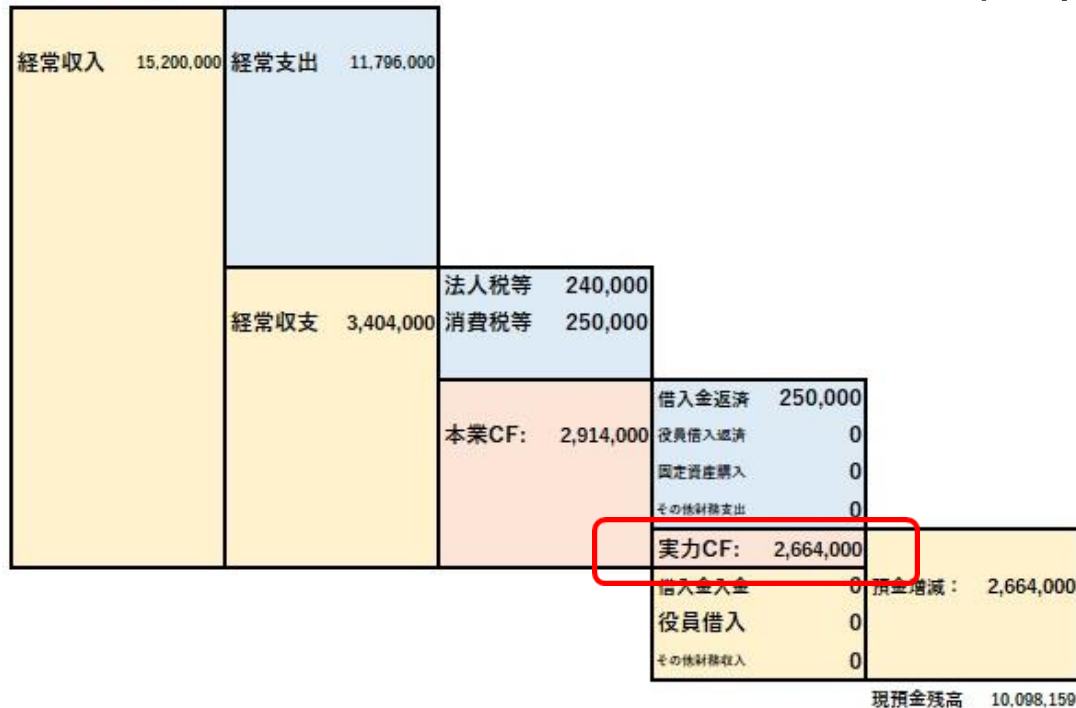 経常収入 15,200,000 経常支出 11,796,000
法人税等 240,000
経常収支 3,404,000 消費税等 250,000
借入金返済 250,000
本業CF: 2,914,000 役員借入返済 0
固定資産購入 0
その他財務支出 0
実力CF: 2,664,000
借入金入金 0 預金増減： 2,664,000
役員借入 0
その他財務収入 0
現預金残高 10,098,159